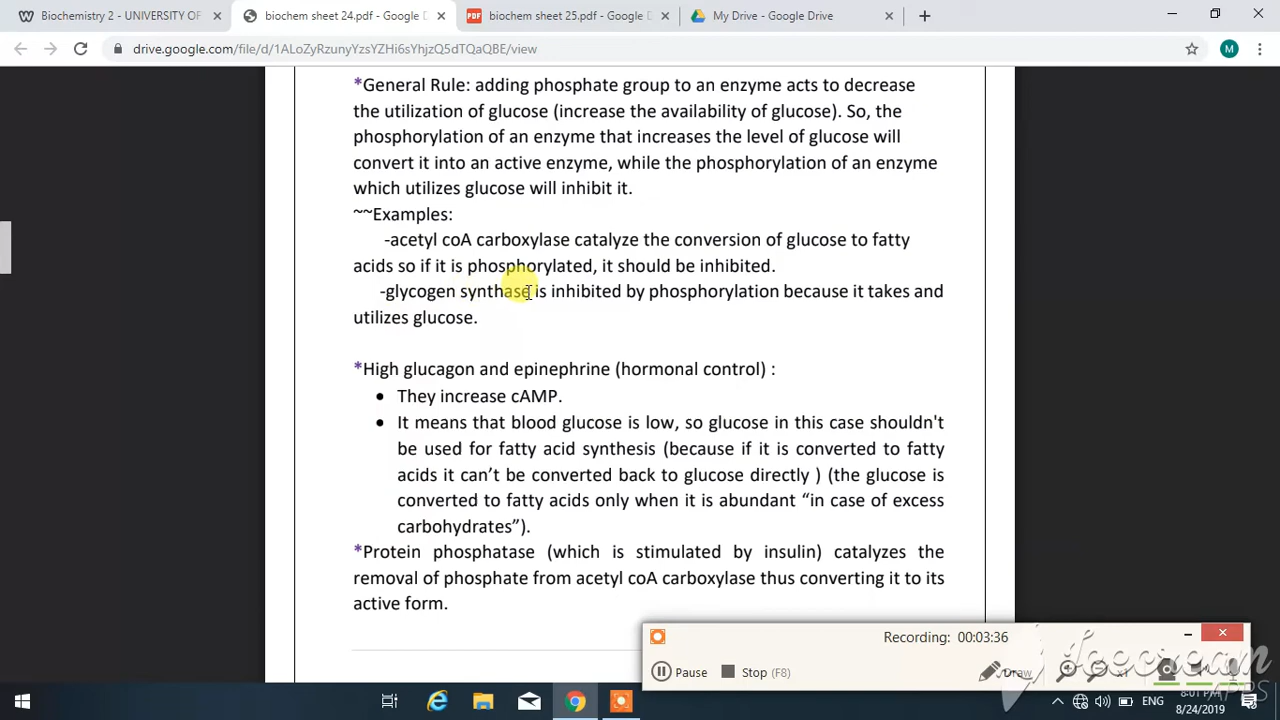 Biochemistry 2 - UNIVERSITY OF
biochem sheet 24.pdf - Google D
biochem sheet 25.pdf - Google D
My Drive - Google Drive
drive.google.com/file/d/1ALoZyRzunyYzsYZHi6sYhjzQ5dTQaQBE/view
M
*General Rule: adding phosphate group to an enzyme acts to decrease
the utilization of glucose (increase the availability of glucose). So, the
phosphorylation of an enzyme that increases the level of glucose will
convert it into an active enzyme, while the phosphorylation of an enzyme
which utilizes glucose will inhibit it.
~~Examples:
-acetyl coA carboxylase catalyze the conversion of glucose to fatty
acids so if it is phosphorylated, it should be inhibited.
-glycogen synthase is inhibited by phosphorylation because it takes and
utilizes glucose.
*High glucagon and epinephrine (hormonal control) :
• They increase cAMP.
• It means that blood glucose is low, so glucose in this case shouldn't
be used for fatty acid synthesis (because if it is converted to fatty
acids it can't be converted back to glucose directly ) (the glucose is
converted to fatty acids only when it is abundant “in case of excess
carbohydrates”).
*Protein phosphatase (which is stimulated by insulin) catalyzes the
removal of phosphate from acetyl coA carboxylase thus converting it to its
active form.
Recording: 00:03:36
Pause
Stop (F8)
Draw
x1
Icecream
APPS
8:01 PM
ENG
8/24/2019